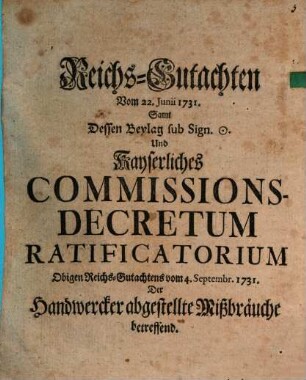 Reichs-Gutachten
Vom 22. Junii 1731.
Samt
Dessen Beylag sub Sign. ☉.
Und
Kayserliches
COMMISSIONS-
DECRETUM
RATIFICATORIUM
Obigen Reichs-Gutachtens vom 4. Septembr. 1731.
Der
Handwercker abgestellte Mißbräuche
betreffend.